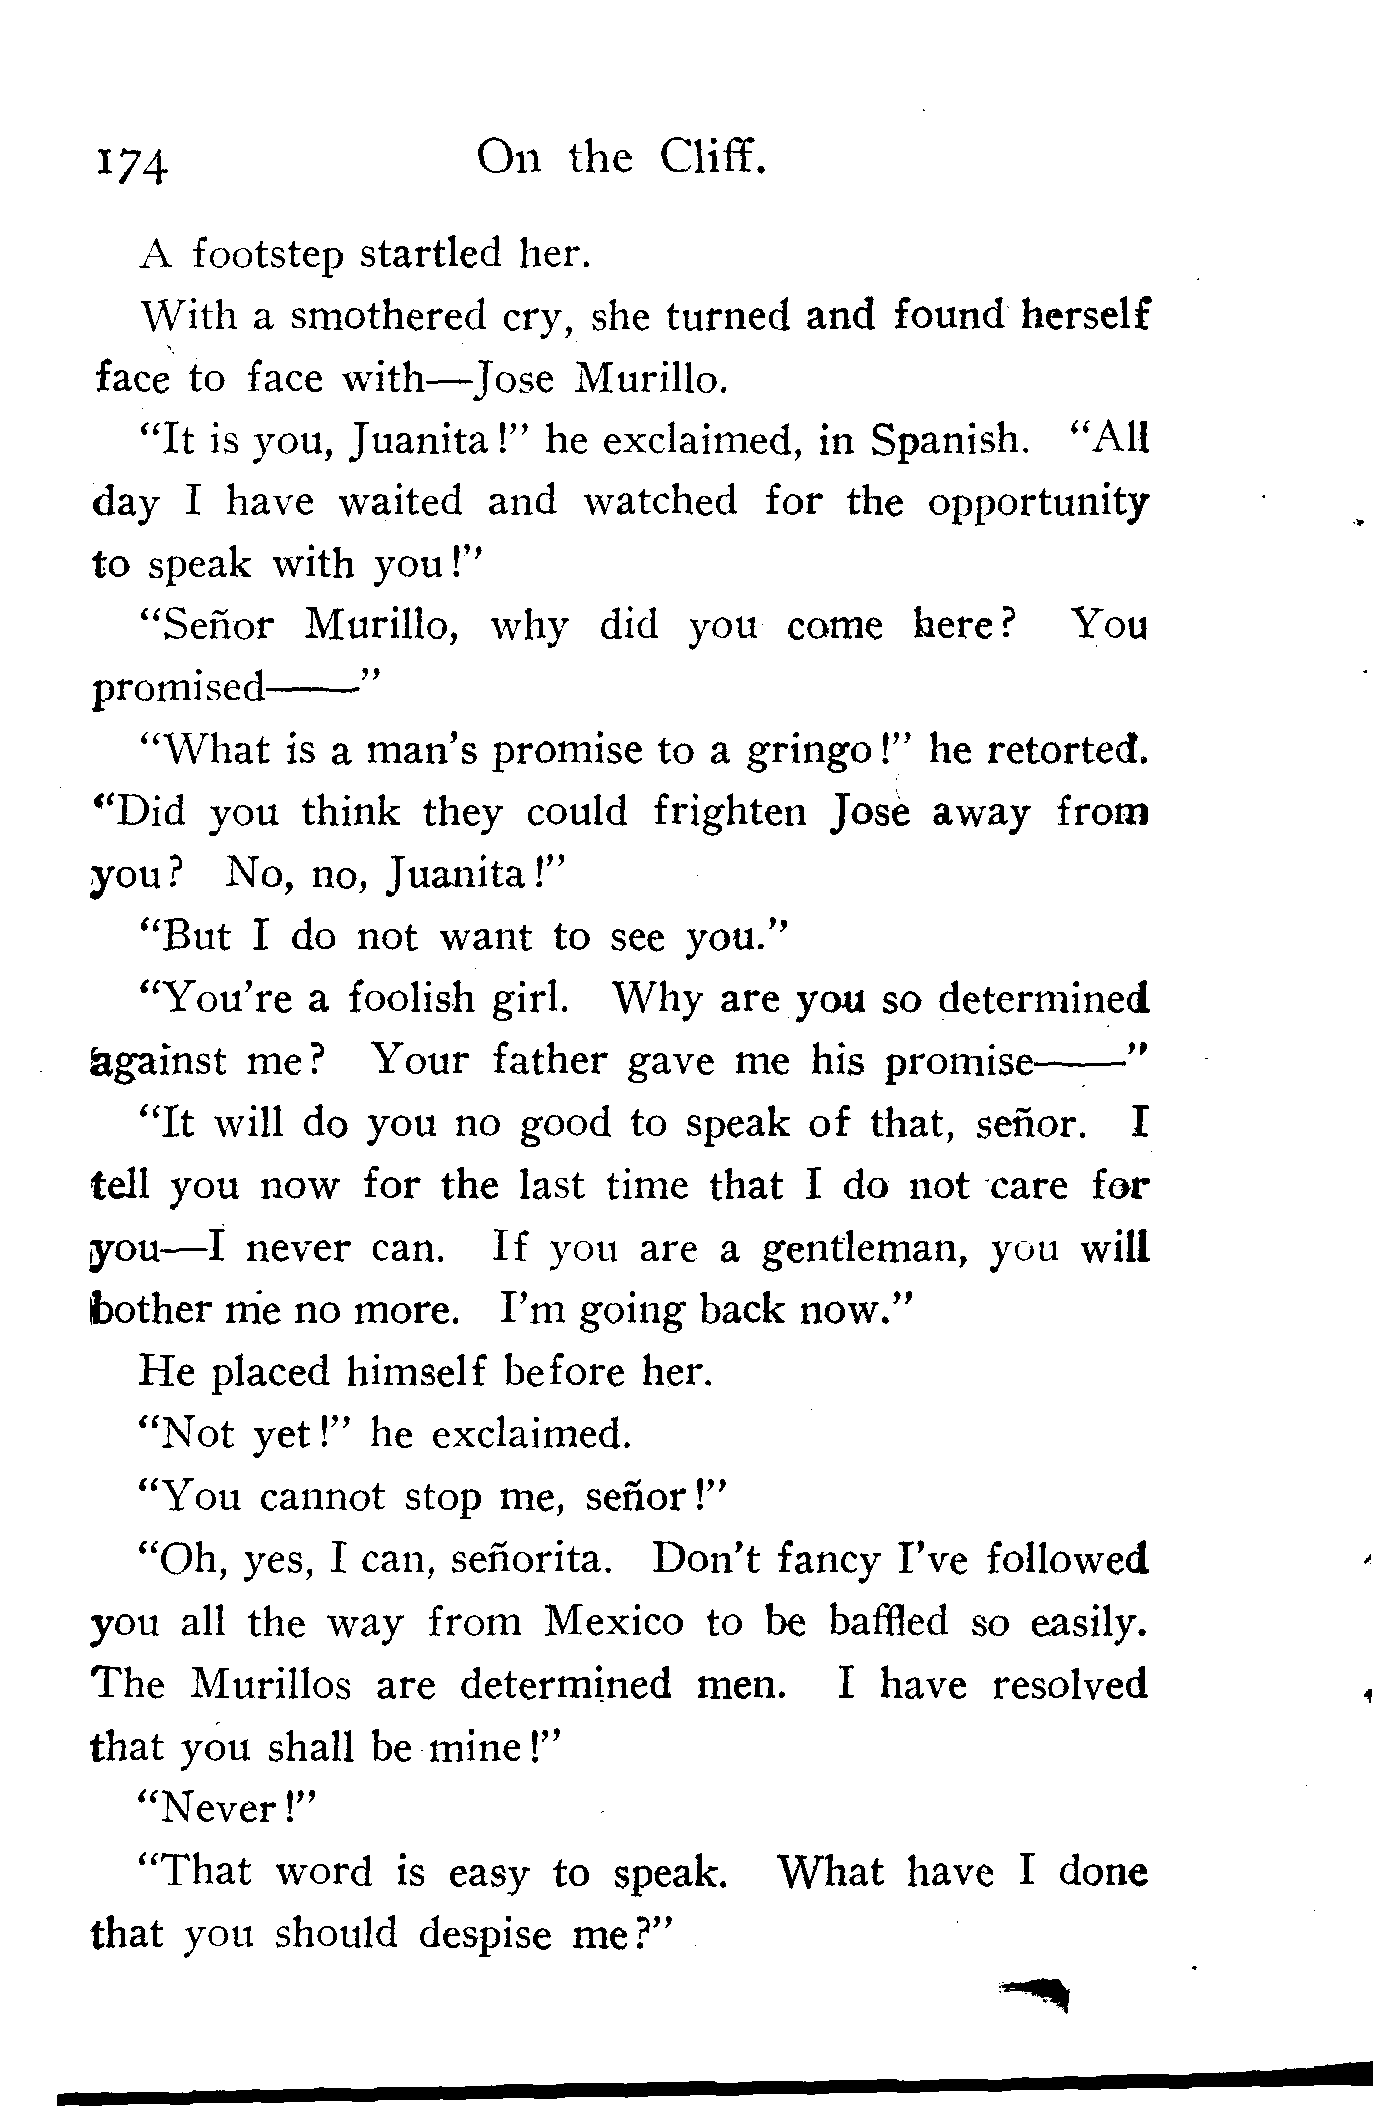 174 On the Cliff.
A footstep startled her.
With a smothered cry, she turned and found herself
face to face with—Jose Murillo.
"It is you, Juanita!" he exclaimed, in Spanish. "All
day I have waited and watched for the opportunity
to speak with you!"
"Señor Murillo, why did you come here? You
promised——"
"What is a man's promise to a gringo!" he retorted.
"Did you think they could frighten Jose away from
you? No, no, Juanita!"
"But I do not want to see you."
"You're a foolish girl. Why are you so determined
against me? Your father gave me his promise——"
"It will do you no good to speak of that, señor. I
tell you now for the last time that I do not care for
you—I never can. If you are a gentleman, you will
bother me no more. I'm going back now."
He placed himself before her.
"Not yet!" he exclaimed.
"You cannot stop me, señor!"
"Oh, yes, I can, señorita. Don't fancy I've followed
you all the way from Mexico to be baffled so easily.
The Murillos are determined men. I have resolved
that you shall be mine!"
"Never!"
"That word is easy to speak. What have I done
that you should despise me?"